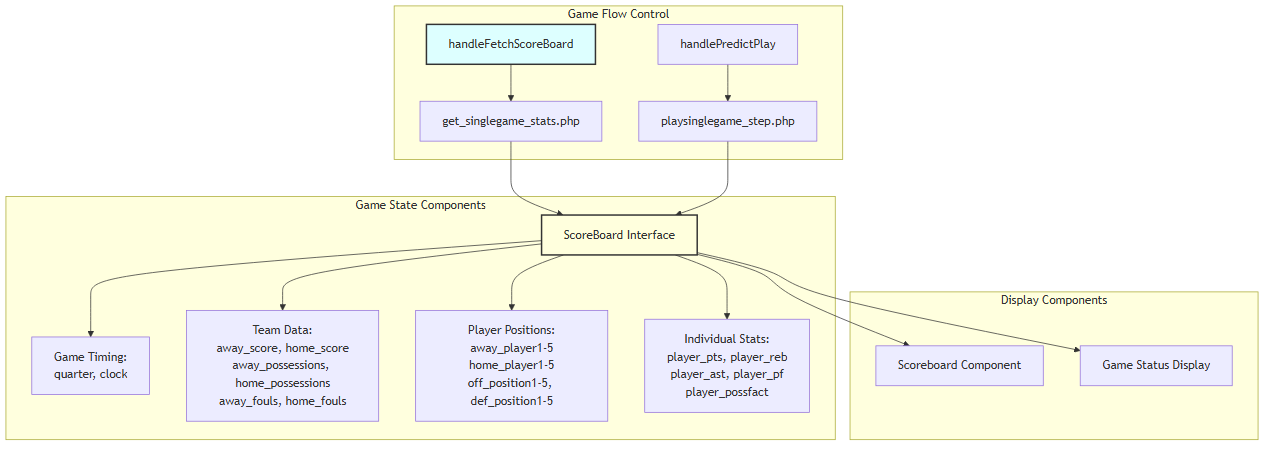 Game Flow Control
handleFetchScoreBoard
handlePredictPlay
get_singlegame_stats.php
playsinglegame_step.php
Game State Components
ScoreBoard Interface
Display Components
Game Timing:
quarter, clock
Team Data:
away_score, home_score
away_possessions,
home_possessions
away_fouls, home_fouls
Player Positions:
away_player1-5
home_player1-5
off_position1-5,
def_position1-5
Individual Stats:
player_pts, player_reb
player_ast, player_pf
player_possfact
Scoreboard Component
Game Status Display